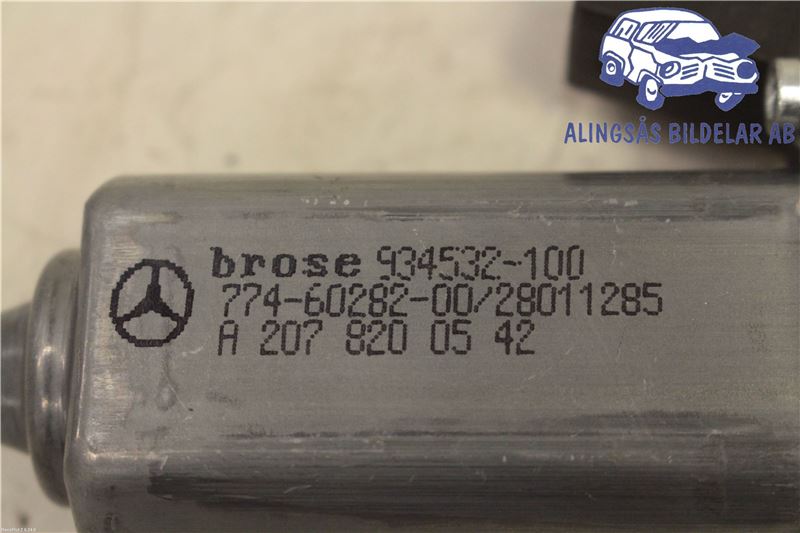 ALINGSÅS BILDELAR AB
brose 934532-100
774-60282-00/28011285
A 207 820 05 42